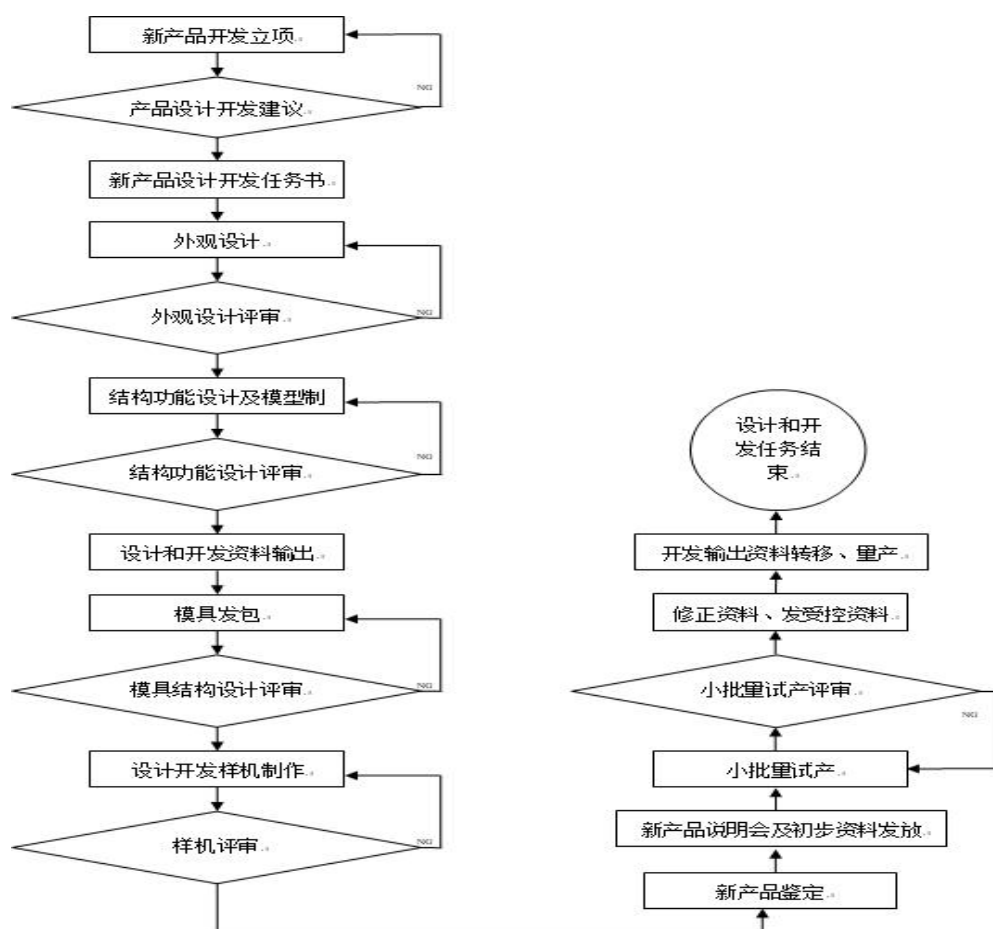 新产品开发立项
NG
产品设计开发建议
新产品设计开发任务书
外观设计
NG
外观设计评审
结构功能设计及模型制
NG
结构功能设计评审
设计和开发资料输出
模具发包
NG
模具结构设计评审
设计开发样机制作
NG
样机评审
设计和开
发任务结
束
开发输出资料转移、量产
修正资料、发受控资料
小批量试产评审
NG
小批量试产
新产品说明会及初步资料发放
新产品鉴定